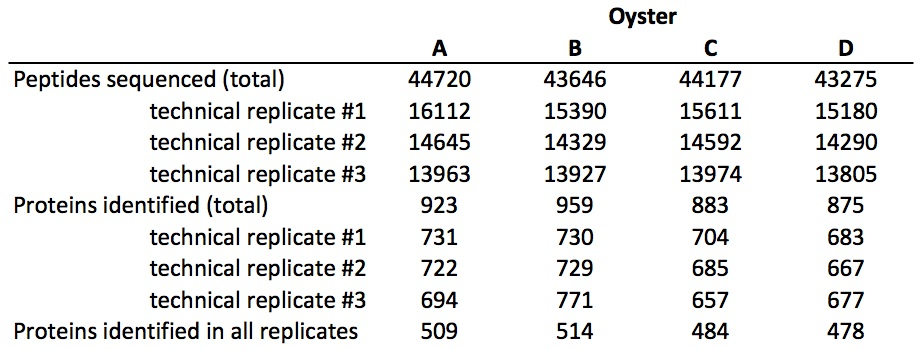 Oyster
A B C D
Peptides sequenced (total) 44720 43646 44177 43275
technical replicate #1 16112 15390 15611 15180
technical replicate #2 14645 14329 14592 14290
technical replicate #3 13963 13927 13974 13805
Proteins identified (total) 923 959 883 875
technical replicate #1 731 730 704 683
technical replicate #2 722 729 685 667
technical replicate #3 694 771 657 677
Proteins identified in all replicates 509 514 484 478